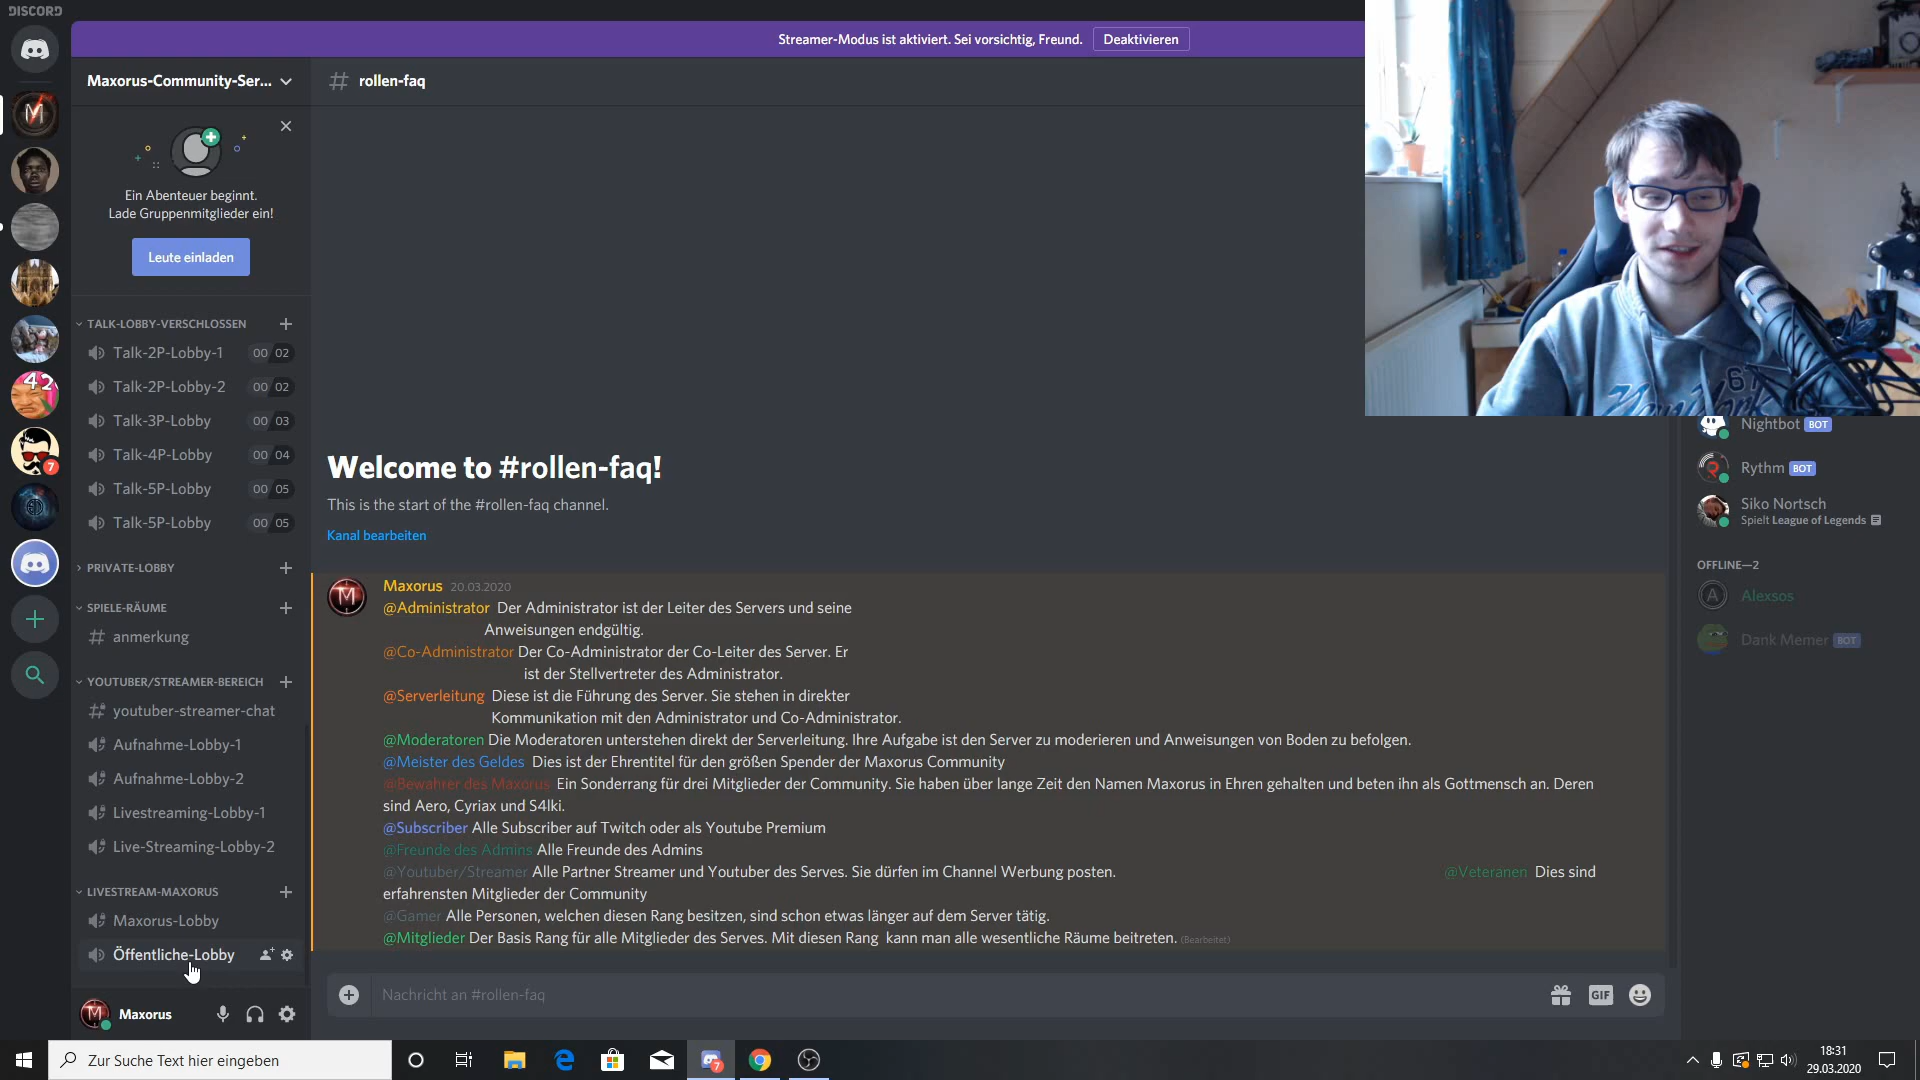 DISCORD
Streamer-Modus ist aktiviert. Sei vorsichtig, Freund.
Deaktivieren
Maxorus-Community-Ser...
# rollen-faq
Ein Abenteuer beginnt.
Lade Gruppenmitglieder ein!
Leute einladen
TALK-LOBBY-VERSCHLOSSEN
Talk-2P-Lobby-1 00 02
Talk-2P-Lobby-2 00 02
Talk-3P-Lobby 00 03
Talk-4P-Lobby 00 04
Talk-5P-Lobby 00 05
Talk-5P-Lobby 00 05
PRIVATE-LOBBY
SPIELE-RÄUME
# anmerkung
YOUTUBER/STREAMER-BEREICH
youtuber-streamer-chat
Aufnahme-Lobby-1
Aufnahme-Lobby-2
Livestreaming-Lobby-1
Live-Streaming-Lobby-2
LIVESTREAM-MAXORUS
Maxorus-Lobby
Öffentliche-Lobby
Maxorus
M
42
7
Welcome to #rollen-faq!
This is the start of the #rollen-faq channel.
Kanal bearbeiten
Maxorus 20.03.2020
@Administrator Der Administrator ist der Leiter des Servers und seine
Anweisungen endgültig.
@Co-Administrator Der Co-Administrator der Co-Leiter des Server. Er
ist der Stellvertreter des Administrator.
@Serverleitung Diese ist die Führung des Server. Sie stehen in direkter
Kommunikation mit den Administrator und Co-Administrator.
@Moderatoren Die Moderatoren unterstehen direkt der Serverleitung. Ihre Aufgabe ist den Server zu moderieren und Anweisungen von Boden zu befolgen.
@Meister des Geldes Dies ist der Ehrentitel für den größen Spender der Maxorus Community
@Bewahrer des Maxorus Ein Sonderrang für drei Mitglieder der Community. Sie haben über lange Zeit den Namen Maxorus in Ehren gehalten und beten ihn als Gottmensch an. Deren
sind Aero, Cyriax und S4lki.
@Subscriber Alle Subscriber auf Twitch oder als Youtube Premium
@Freunde des Admins Alle Freunde des Admins
@Youtuber/Streamer Alle Partner Streamer und Youtuber des Serves. Sie dürfen im Channel Werbung posten. @Veteranen Dies sind
erfahrensten Mitglieder der Community
@Gamer Alle Personen, welchen diesen Rang besitzen, sind schon etwas länger auf dem Server tätig.
@Mitglieder Der Basis Rang für alle Mitglieder des Serves. Mit diesen Rang kann man alle wesentliche Räume beitreten. (Bearbeitet)
Nachricht an #rollen-faq
GIF
Nightbot BOT
Rythm BOT
Siko Nortsch
Spielt League of Legends
OFFLINE—2
Alexsos
Dank Memer BOT
67
Zur Suche Text hier eingeben
7
18:31
29.03.2020